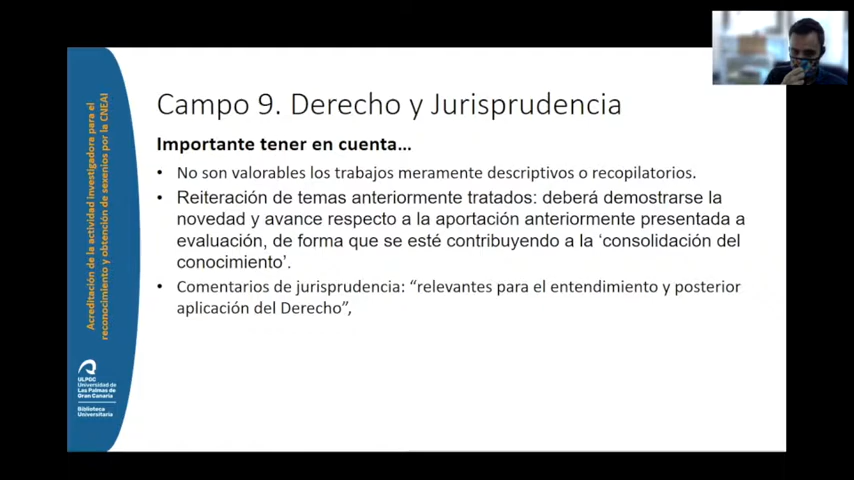 Acreditación de la actividad investigadora para el
reconocimiento y obtención de sexenios por la CNEAI
Campo 9. Derecho y Jurisprudencia
Importante tener en cuenta...
• No son valorables los trabajos meramente descriptivos o recopilatorios.
• Reiteración de temas anteriormente tratados: deberá demostrarse la
novedad y avance respecto a la aportación anteriormente presentada a
evaluación, de forma que se esté contribuyendo a la ‘consolidación del
conocimiento’.
• Comentarios de jurisprudencia: “relevantes para el entendimiento y posterior
aplicación del Derecho”,
ULPGC
Universidad de
Las Palmas de
Gran Canaria
Biblioteca
Universitaria